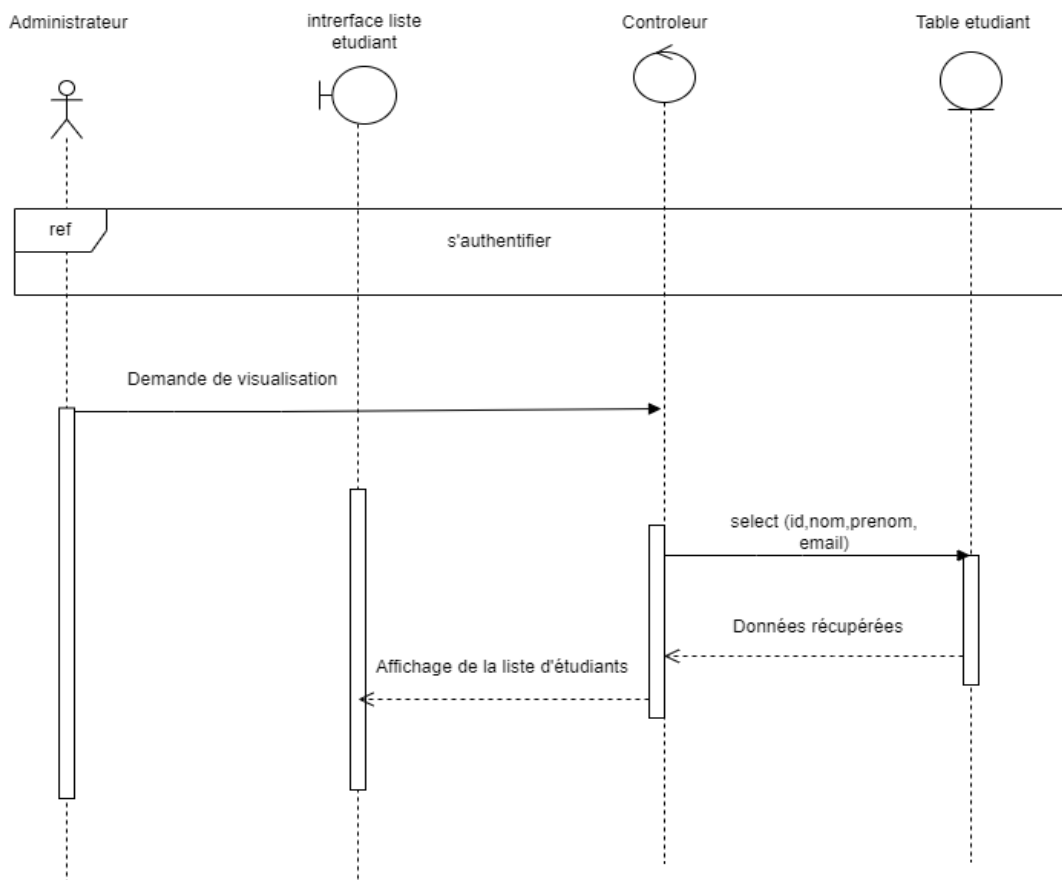 Administrateur
intrerface liste
etudiant
Controleur
Table etudiant
ref
s'authentifier
Demande de visualisation
select (id,nom,prenom,
email)
Données récupérées
Affichage de la liste d'étudiants